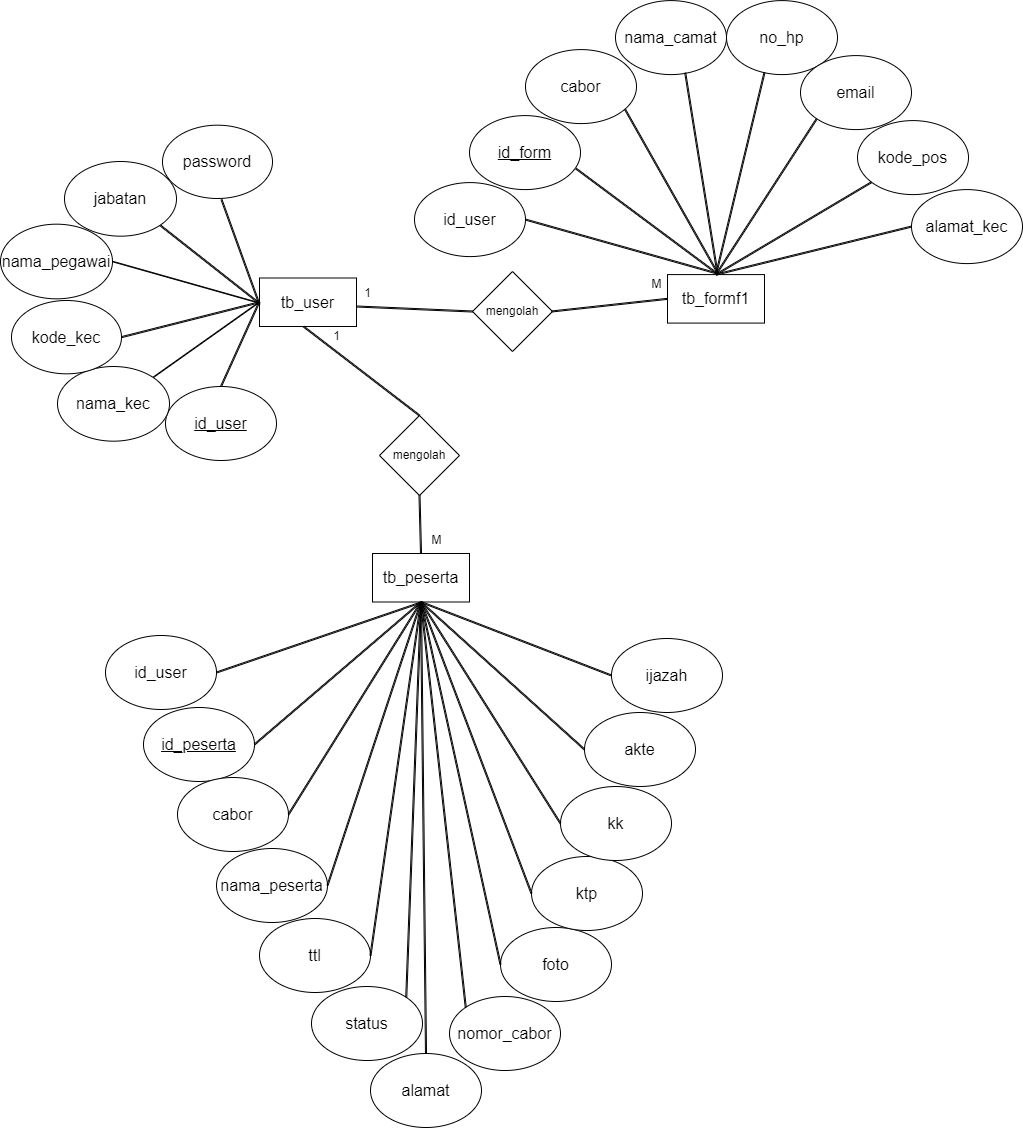 nama_camat
no_hp
cabor
email
id_form
kode_pos
id_user
alamat_kec
password
jabatan
nama_pegawai
kode_kec
nama_kec
id_user
tb_user
1
mengolah
M
tb_formf1
1
mengolah
M
tb_peserta
id_user
id_peserta
cabor
nama_peserta
ttl
status
alamat
nomor_cabor
foto
ktp
kk
akte
ijazah